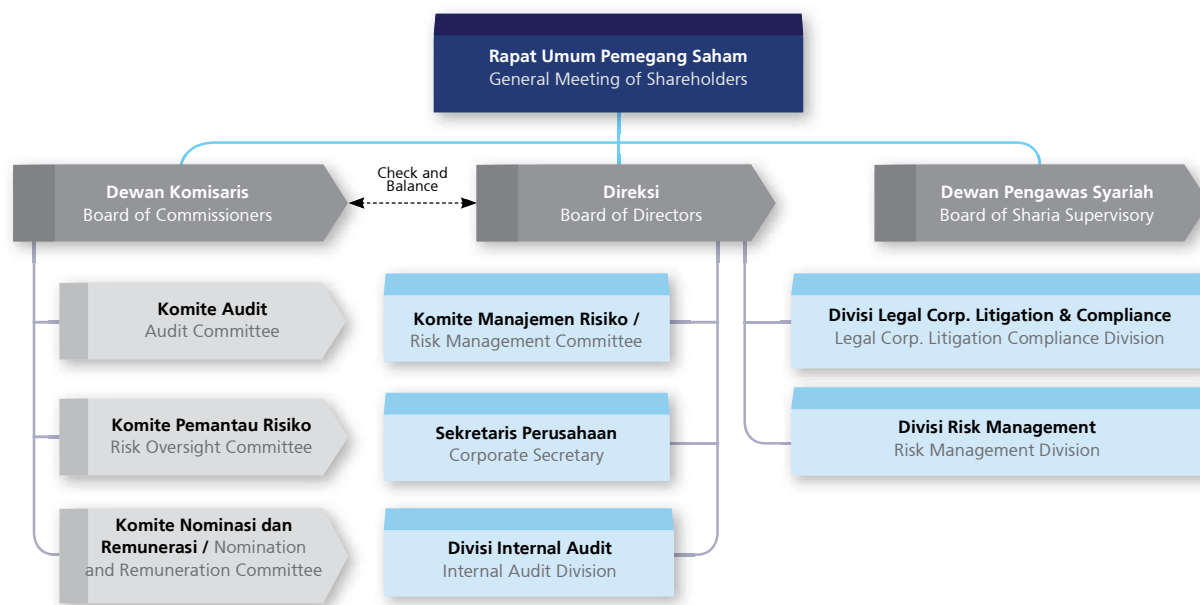 Rapat Umum Pemegang Saham
General Meeting of Shareholders
Dewan Komisaris
Board of Commissioners
Check and
Balance
Direksi
Board of Directors
Dewan Pengawas Syariah
Board of Sharia Supervisory
Komite Audit
Audit Committee
Komite Manajemen Risiko /
Risk Management Committee
Divisi Legal Corp. Litigation & Compliance
Legal Corp. Litigation Compliance Division
Komite Pemantau Risiko
Risk Oversight Committee
Sekretaris Perusahaan
Corporate Secretary
Divisi Risk Management
Risk Management Division
Komite Nominasi dan
Remunerasi / Nomination
and Remuneration Committee
Divisi Internal Audit
Internal Audit Division